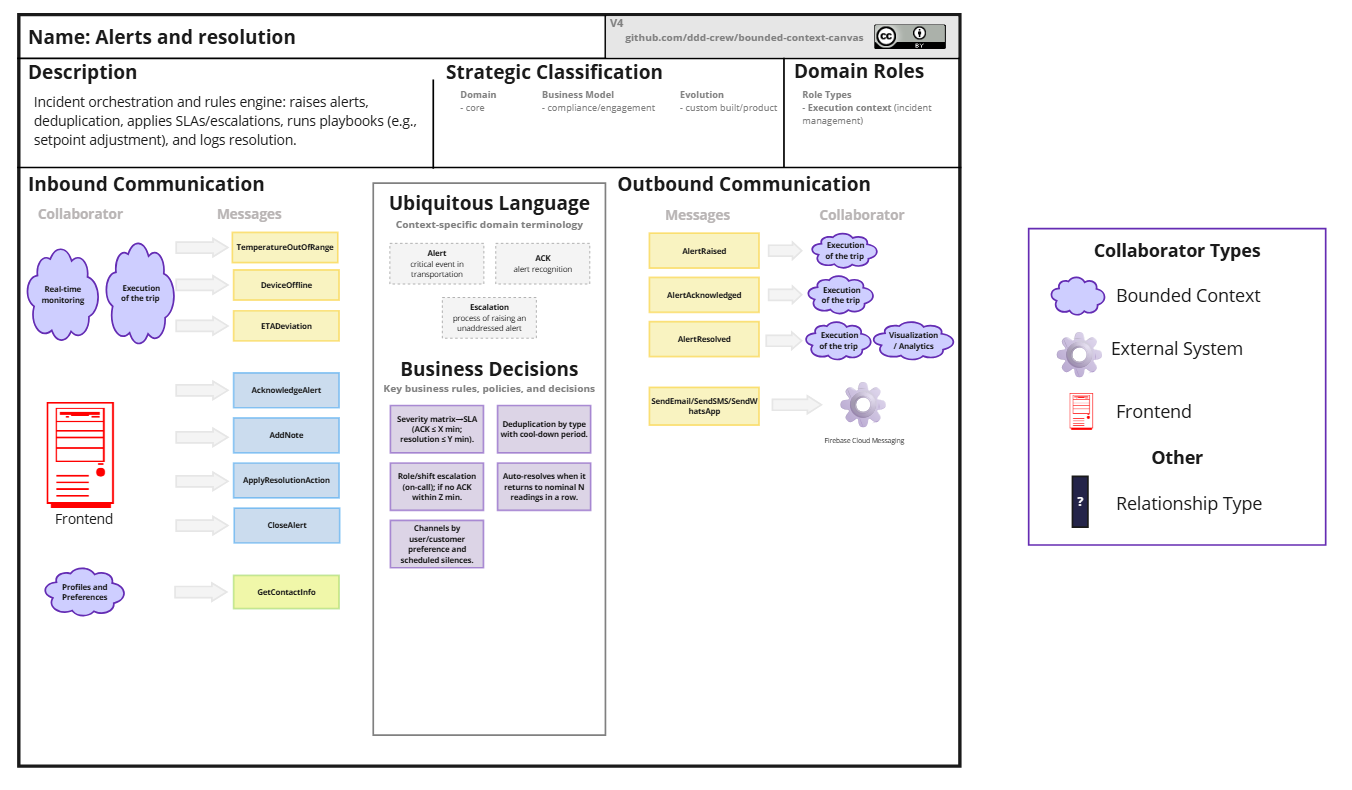 Name: Alerts and resolution
V4
github.com/ddd-crew/bounded-context-canvas
CC
BY
Description
Incident orchestration and rules engine: raises alerts,
deduplication, applies SLAs/escalations, runs playbooks (e.g.,
setpoint adjustment), and logs resolution.
Strategic Classification
Domain
- core
Business Model
- compliance/engagement
Evolution
- custom built/product
Domain Roles
Role Types
- Execution context (incident
management)
Inbound Communication
Collaborator
Messages
Real-time
monitoring
Execution
of the trip
TemperatureOutOfRange
DeviceOffline
ETADeviation
Frontend
AcknowledgeAlert
AddNote
ApplyResolutionAction
CloseAlert
Profiles and
Preferences
GetContactInfo
Ubiquitous Language
Context-specific domain terminology
Alert
critical event in
transportation
ACK
alert recognition
Escalation
process of raising an
unaddressed alert
Business Decisions
Key business rules, policies, and decisions
Severity matrix→SLA
(ACK ≤ X min;
resolution ≤ Y min).
Deduplication by type
with cool-down period.
Role/shift escalation
(on-call); if no ACK
within Z min.
Auto-resolves when it
returns to nominal N
readings in a row.
Channels by
user/customer
preference and
scheduled silences.
Outbound Communication
Messages
Collaborator
AlertRaised
Execution
of the trip
AlertAcknowledged
Execution
of the trip
AlertResolved
Execution
of the trip
Visualization
/ Analytics
SendEmail/SendSMS/SendW
hatsApp
Firebase Cloud Messaging
Collaborator Types
Bounded Context
External System
Frontend
Other
?
Relationship Type